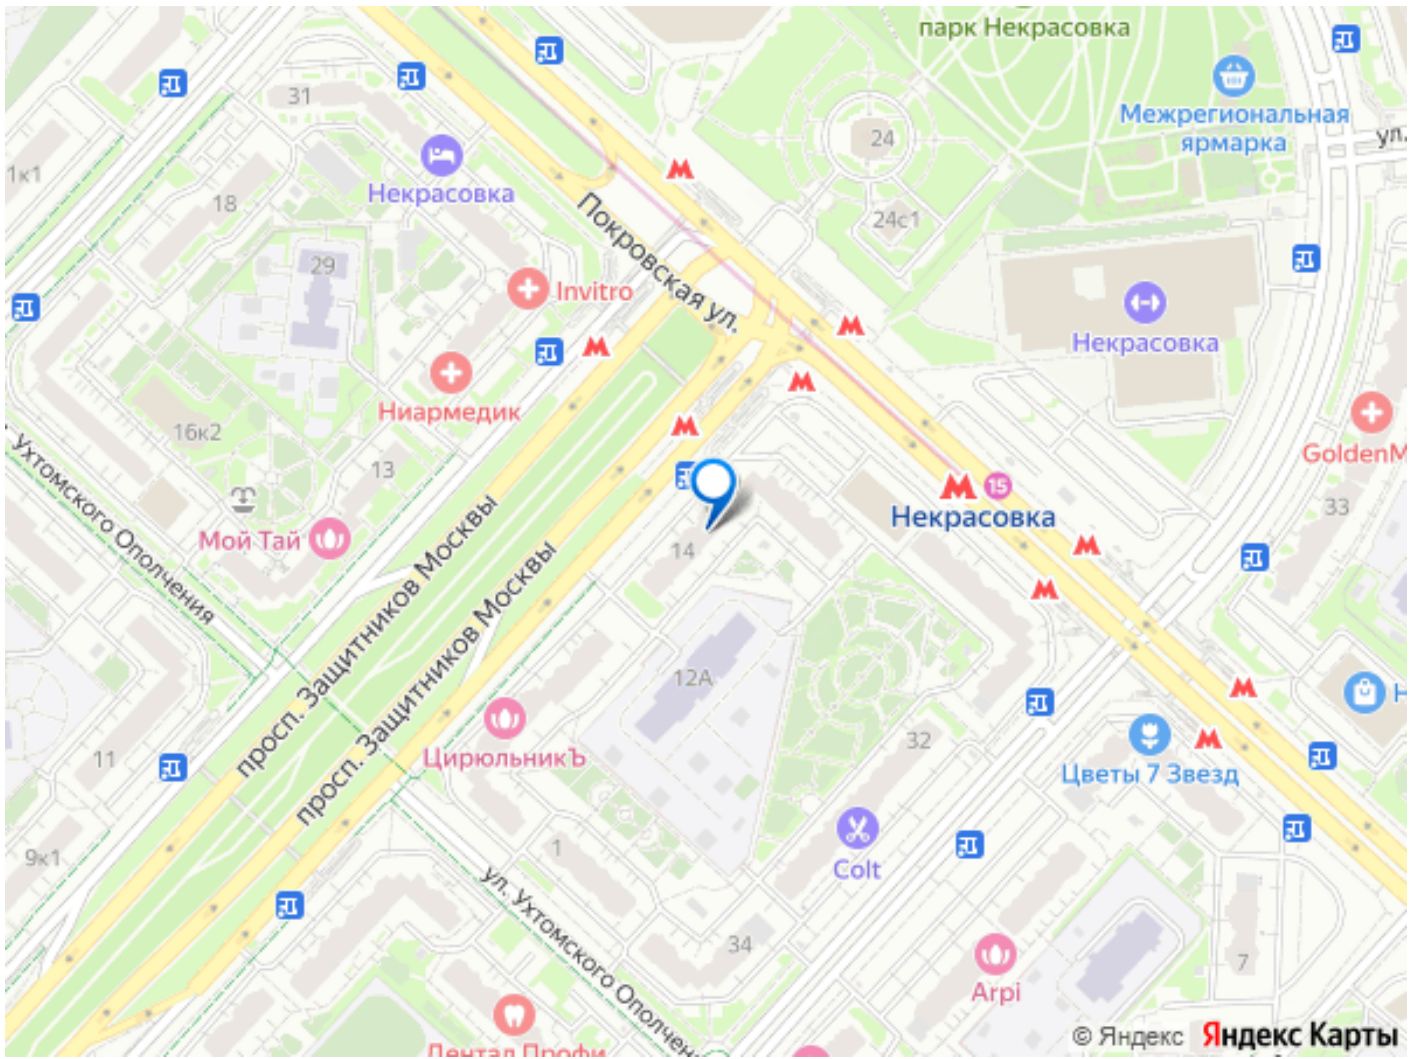 парк Некрасовка
31
24
Межрегиональная
ярмарка
ул.
1к1
Некрасовка
18
Покровская ул.
24с1
29
Invitro
Некрасовка
Ниармедик
16к2
13
GoldenM
15
Некрасовка
33
ул. Ухтомского Ополчения
Мой Тай
просп. Защитников Москвы
просп. Защитников Москвы
14
12А
11
ЦирюльникЪ
32
Цветы 7 Звезд
Н
9к1
1
Colt
ул. Ухтомского Ополчен
34
Arpi
7
Дентал Профи
© Яндекс Яндекс Карты